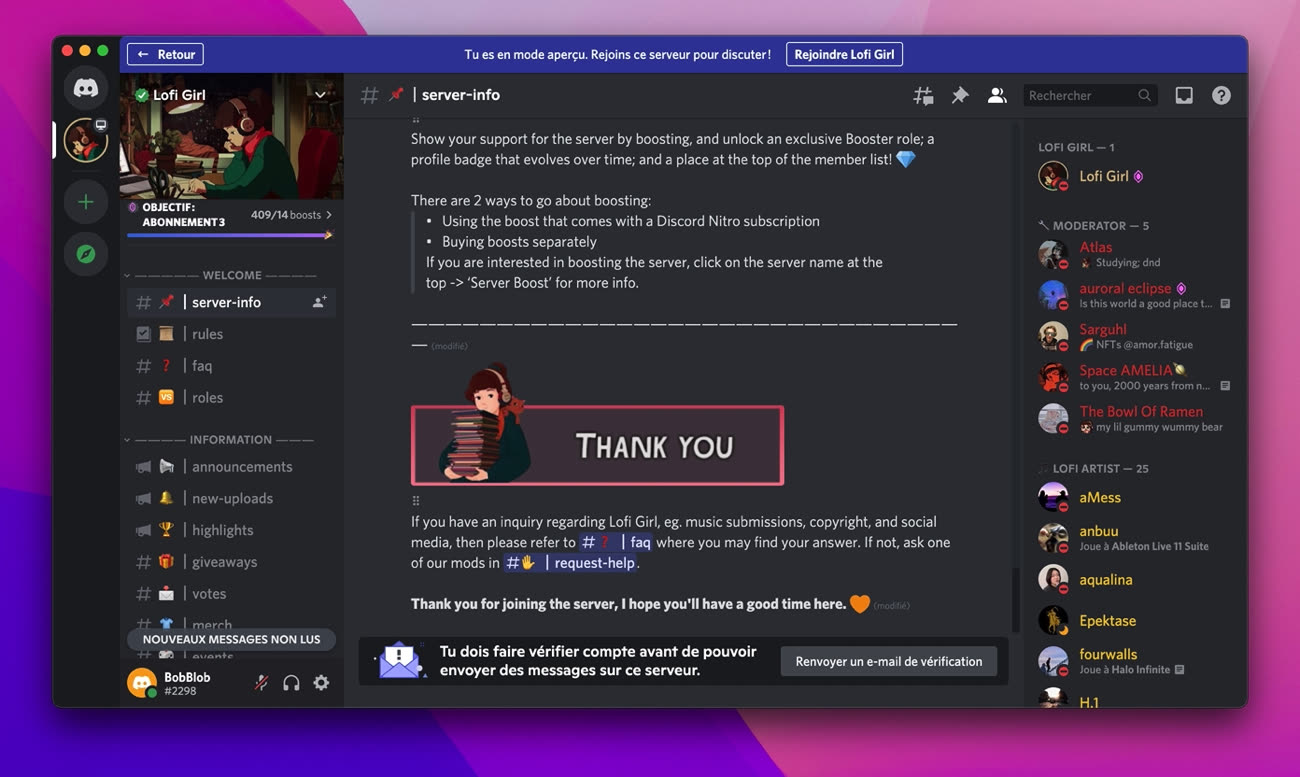 ← Retour
Tu es en mode aperçu. Rejoins ce serveur pour discuter !
Rejoindre Lofi Girl
Lofi Girl
OBJECTIF:
ABONNEMENT 3
409/14 boosts >
————— WELCOME ————
# | server-info
| rules
# ❓ | faq
# 🆚 | roles
————— INFORMATION ———
| announcements
| new-uploads
| highlights
# | giveaways
# | votes
# | merch
NOUVEAUX MESSAGES NON LUS
# | events
BobBlob
#2298
# | server-info
Rechercher
Show your support for the server by boosting, and unlock an exclusive Booster role; a
profile badge that evolves over time; and a place at the top of the member list! 💎
There are 2 ways to go about boosting:
• Using the boost that comes with a Discord Nitro subscription
• Buying boosts separately
If you are interested in boosting the server, click on the server name at the
top -> ‘Server Boost’ for more info.
— (modifié)
THANK YOU
If you have an inquiry regarding Lofi Girl, eg. music submissions, copyright, and social
media, then please refer to #❓ | faq where you may find your answer. If not, ask one
of our mods in #✋ | request-help.
Thank you for joining the server, I hope you'll have a good time here. 🧡 (modifié)
Tu dois faire vérifier compte avant de pouvoir
envoyer des messages sur ce serveur.
Renvoyer un e-mail de vérification
LOFI GIRL — 1
Lofi Girl
MODERATOR — 5
Atlas
Studying; dnd
auroral eclipse
Is this world a good place t...
Sarguhl
🌈 NFTs @amor.fatigue
Space AMELIA🪐
to you, 2000 years from n...
The Bowl Of Ramen
my lil gummy wummy bear
LOFI ARTIST — 25
aMess
anbuu
Joue à Ableton Live 11 Suite
aqualina
Epektase
fourwalls
Joue à Halo Infinite
H.1